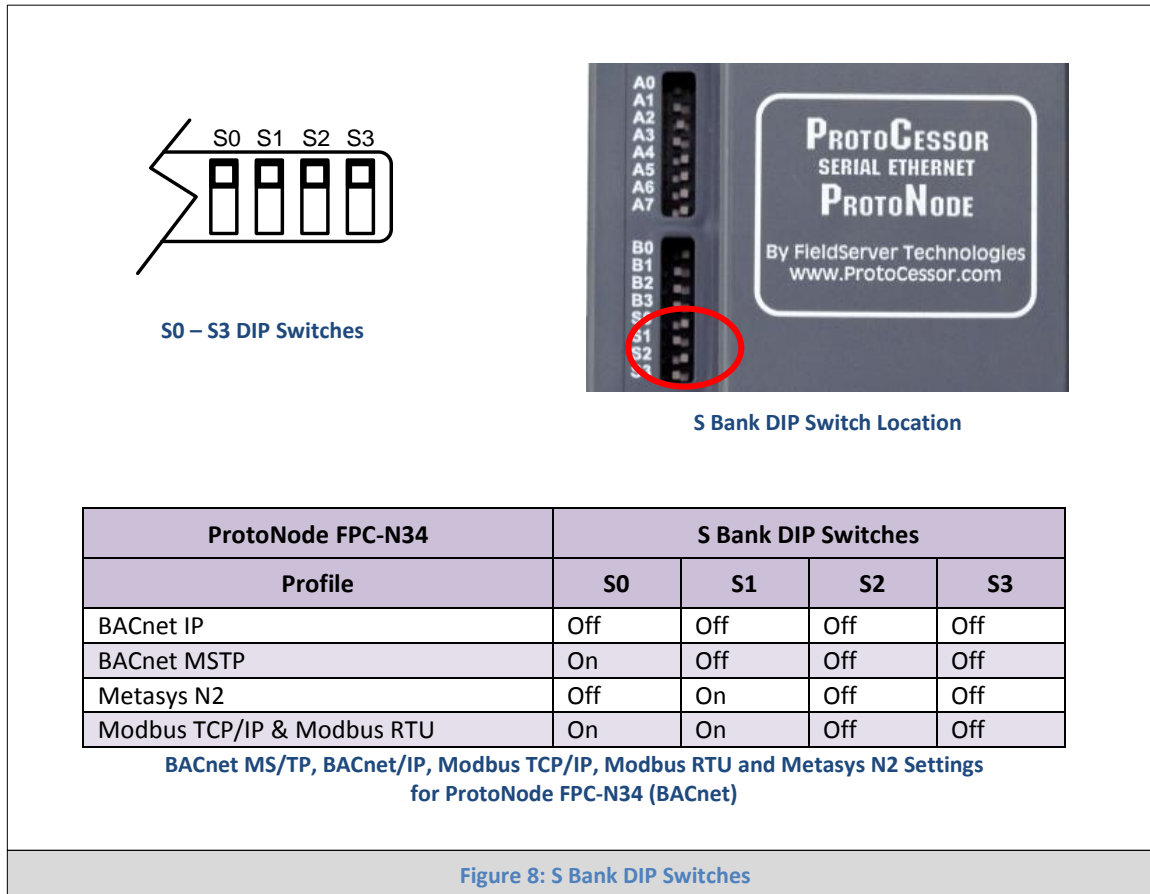 S0 S1 S2 S3
S0 – S3 DIP Switches
A0
A1
A2
A3
A4
A5
A6
A7
B0
B1
B2
B3
S0
S1
S2
S3
PROTOCESSOR
SERIAL ETHERNET
PROTONODE
By FieldServer Technologies
www.ProtoCessor.com
S Bank DIP Switch Location
ProtoNode FPC-N34 S Bank DIP Switches
Profile S0 S1 S2 S3
BACnet IP Off Off Off Off
BACnet MSTP On Off Off Off
Metasys N2 Off On Off Off
Modbus TCP/IP & Modbus RTU On On Off Off
BACnet MS/TP, BACnet/IP, Modbus TCP/IP, Modbus RTU and Metasys N2 Settings
for ProtoNode FPC-N34 (BACnet)
Figure 8: S Bank DIP Switches